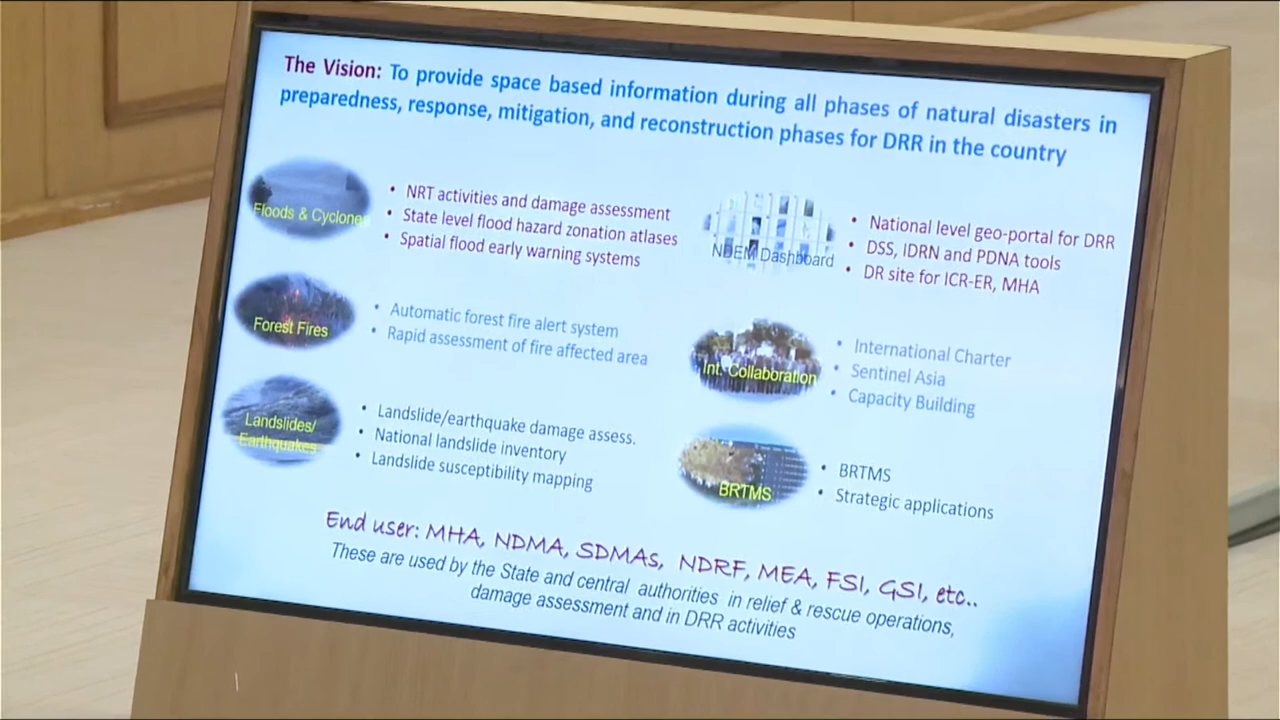 The Vision: To provide space based information during all phases of natural disasters in
preparedness, response, mitigation, and reconstruction phases for DRR in the country
Floods & Cyclone
• NRT activities and damage assessment
• State level flood hazard zonation atlases
• Spatial flood early warning systems
Forest Fires
• Automatic forest fire alert system
• Rapid assessment of fire affected area
Landslides/
Earthquakes
• Landslide/earthquake damage assess.
• National landslide inventory
• Landslide susceptibility mapping
NDEM Dashboard
• National level geo-portal for DRR
• DSS, IDRN and PDNA tools
• DR site for ICR-ER, MHA
Int. Collaboration
• International Charter
• Sentinel Asia
• Capacity Building
BRTMS
• BRTMS
• Strategic applications
End user: MHA, NDMA, SDMAs, NDRF, MEA, FSI, GSI, etc..
These are used by the State and central authorities in relief & rescue operations,
damage assessment and in DRR activities